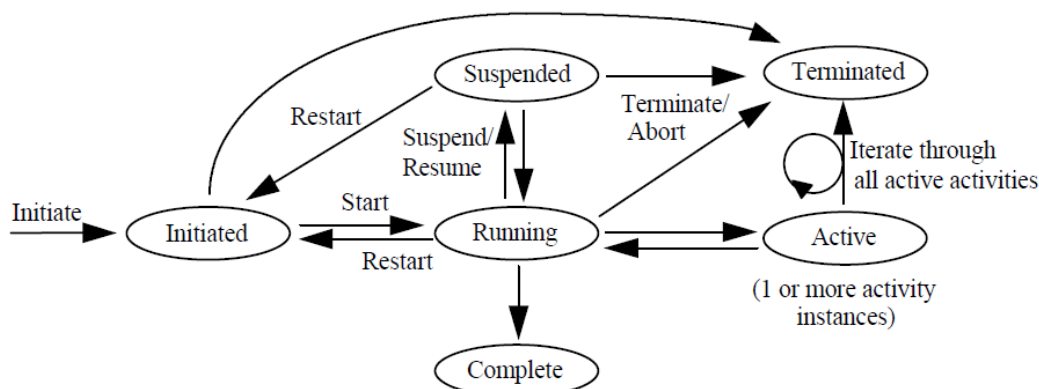 Suspended
Terminated
Restart
Terminate/
Abort
Suspend/
Resume
Iterate through
all active activities
Initiate
Start
Initiated
Running
Active
Restart
(1 or more activity
instances)
Complete